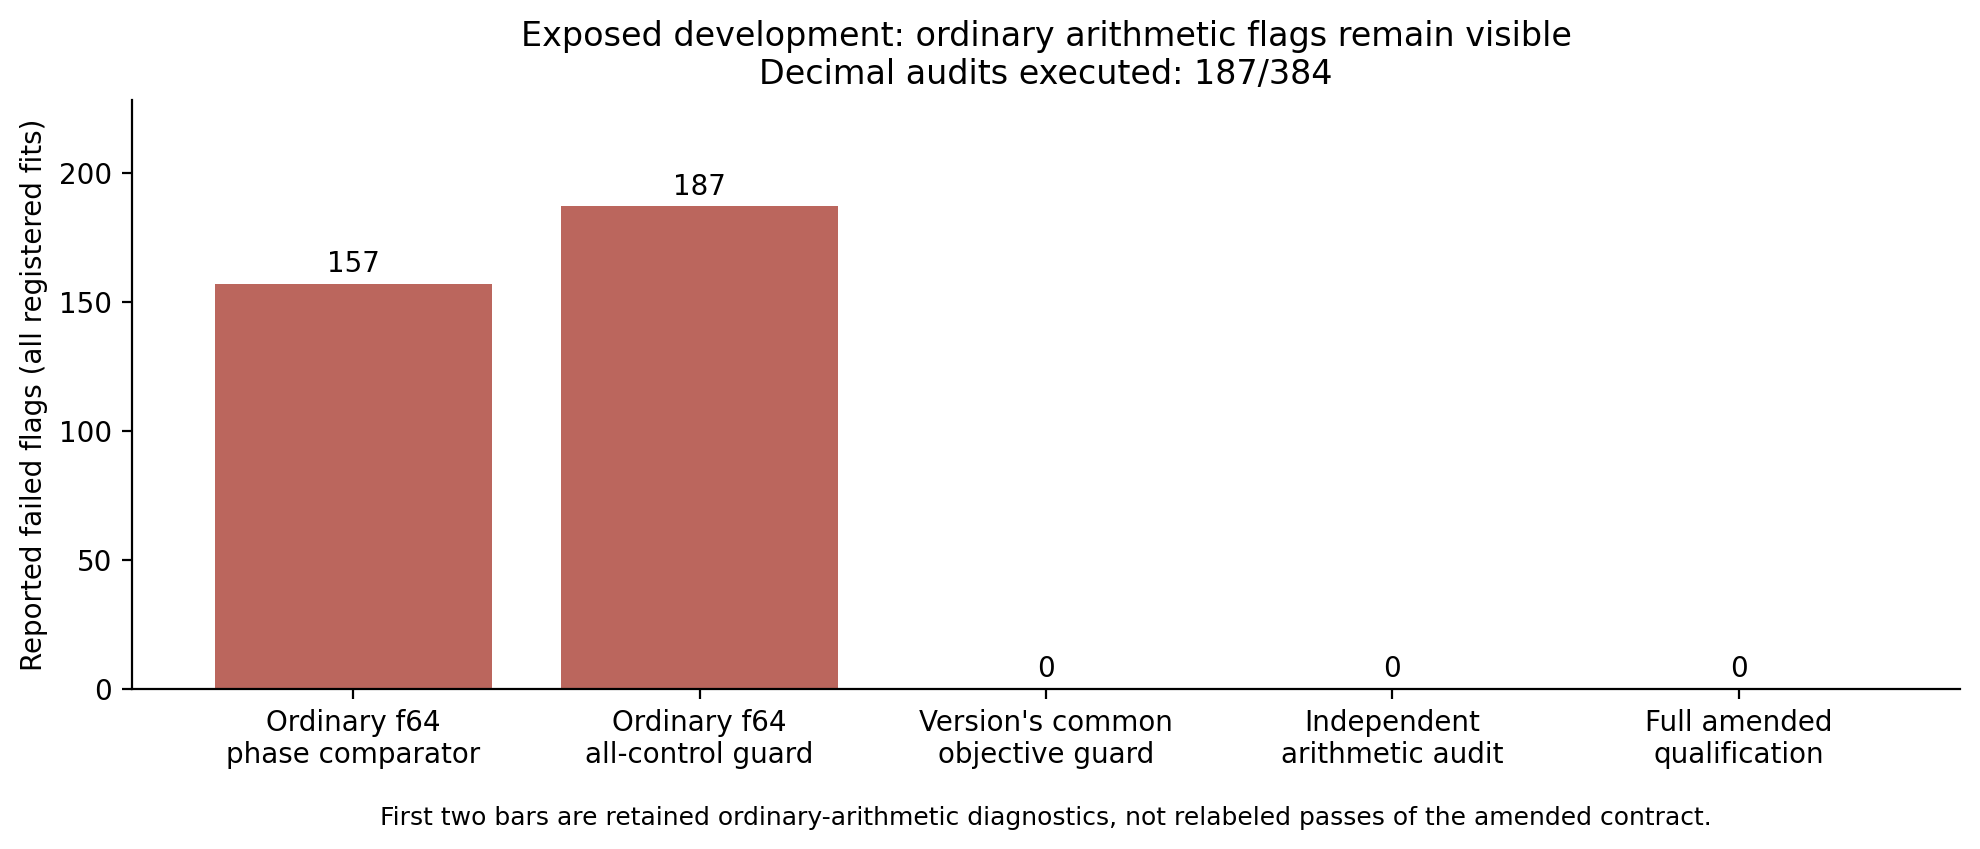 Exposed development: ordinary arithmetic flags remain visible
Decimal audits executed: 187/384
Reported failed flags (all registered fits)
200
150
100
50
0
157
187
0
0
0
Ordinary f64
phase comparator
Ordinary f64
all-control guard
Version's common
objective guard
Independent
arithmetic audit
Full amended
qualification
First two bars are retained ordinary-arithmetic diagnostics, not relabeled passes of the amended contract.